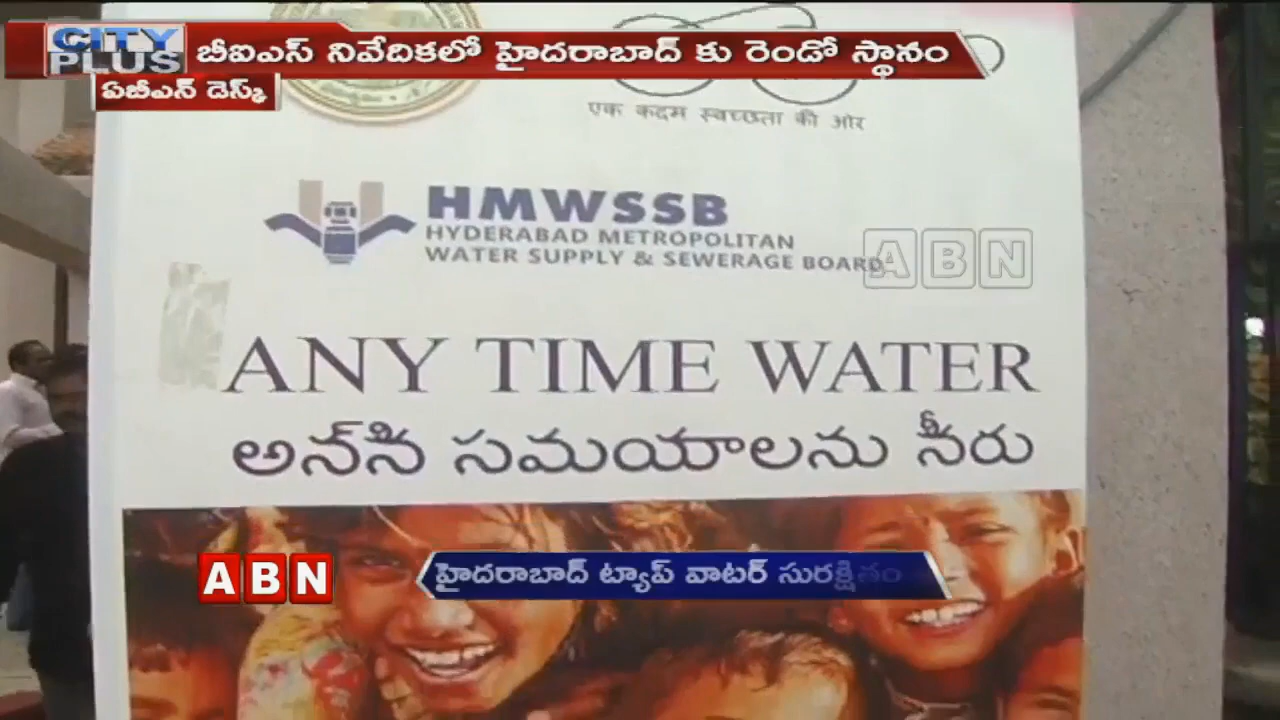 CITY
PLUS
బీఐఎస్ నివేదికలో హైదరాబాద్ కు రెండో స్థానం
ఏబీఎన్ డెస్క్
एक कदम स्वच्छता की ओर
HMWSSB
HYDERABAD METROPOLITAN
WATER SUPPLY & SEWERAGE BOARD
ABN
ANY TIME WATER
అన్ని సమయాలను నీరు
ABN
హైదరాబాద్ ట్యాప్ వాటర్ సురక్షితం